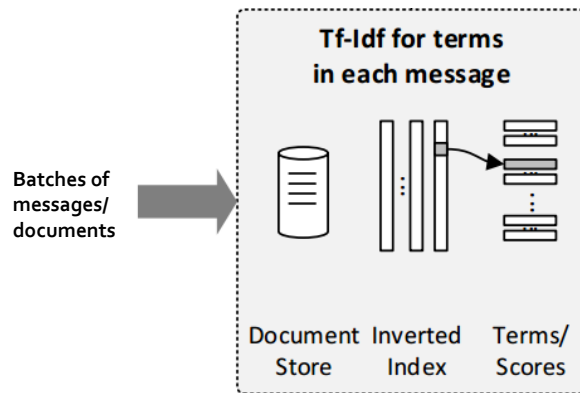 Tf-Idf for terms
in each message
Batches of
messages/
documents
Document
Store
Inverted
Index
Terms/
Scores